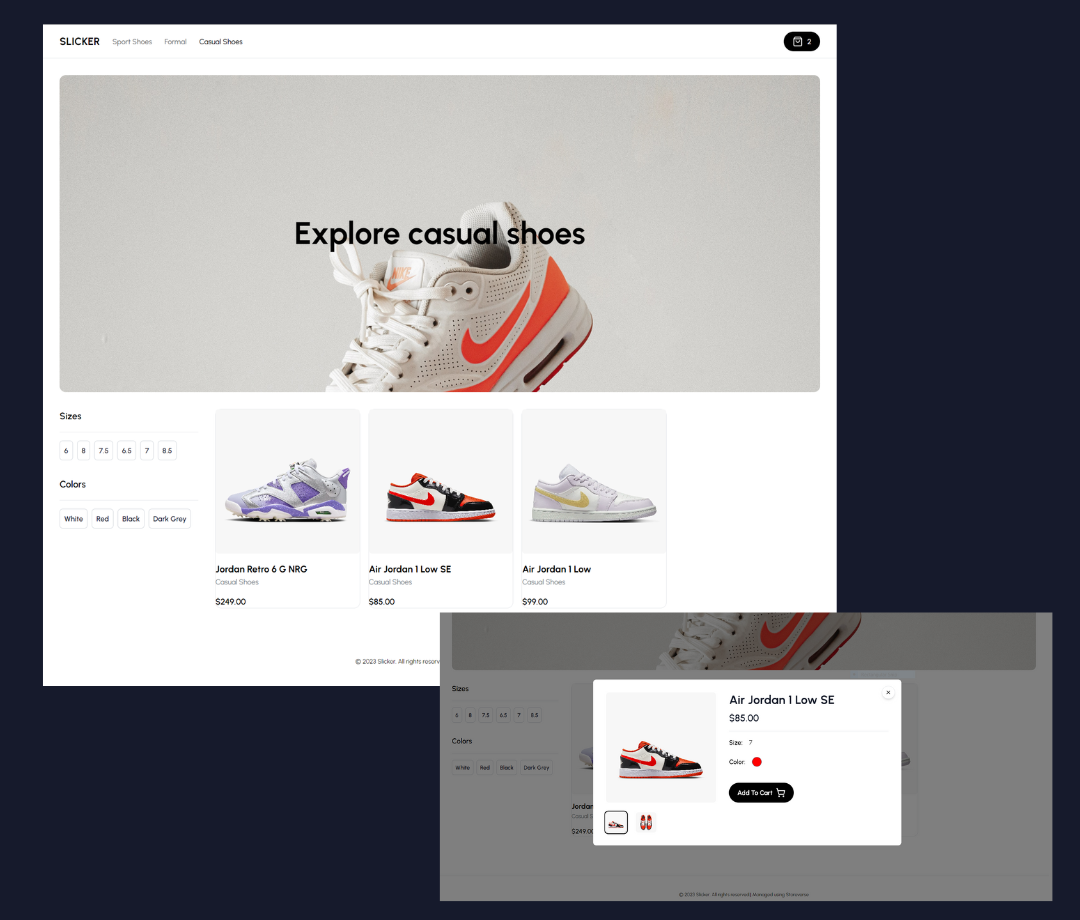 SLICKER Sport Shoes Formal Casual Shoes 2
Explore casual shoes
NIKE
Sizes
6 8 7.5 6.5 7 8.5
Colors
White Red Black Dark Grey
Jordan Retro 6 G NRG
Casual Shoes
$249.00
Air Jordan 1 Low SE
Casual Shoes
$85.00
Air Jordan 1 Low
Casual Shoes
$99.00
© 2023 Slicker. All rights reserv
Sizes
6 8 7.5 6.5 7 8.5
Colors
White Red Black Dark Grey
Jordan
Casual S
$249.00
Air Jordan 1 Low SE
$85.00
Size: 7
Color:
Add To Cart
© 2023 Slicker. All rights reserved